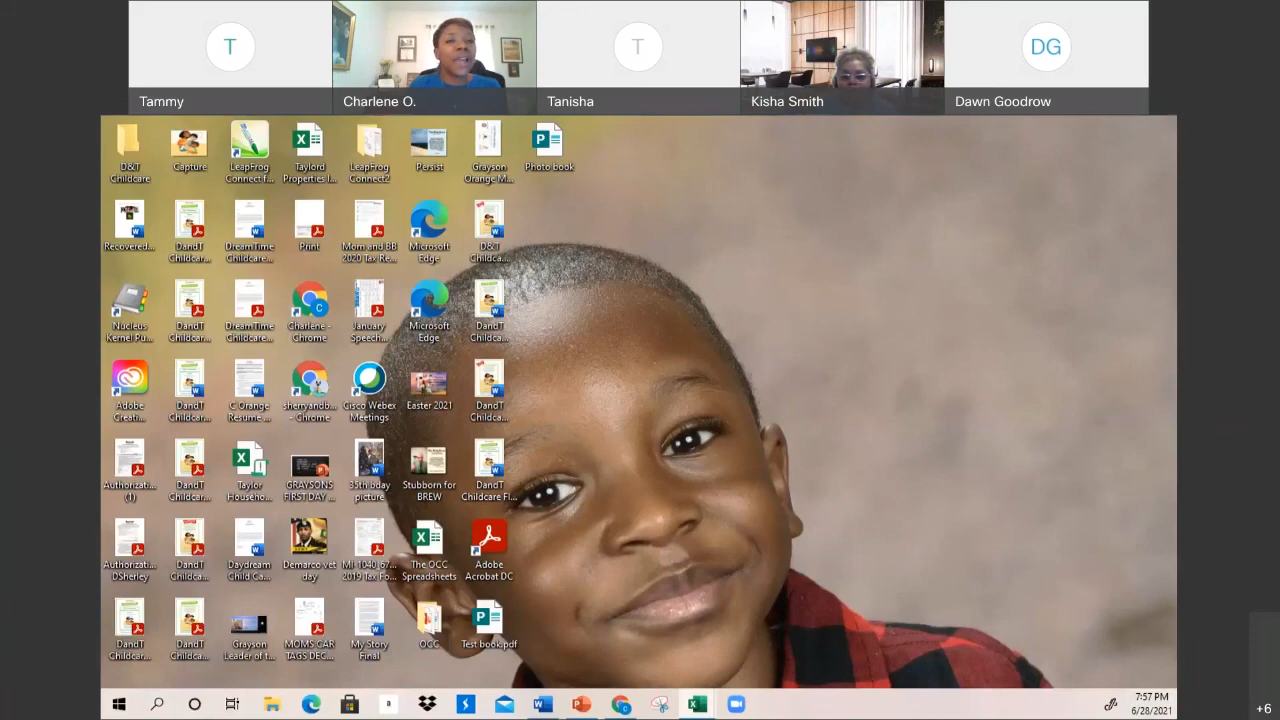 T
T
DG
Tammy
Charlene O.
Tanisha
Kisha Smith
Dawn Goodrow
D&T
Childcare
Capture
LeapFrog
Connect f...
Taylord
Properties I...
LeapFrog
Connect2
Persist
Grayson
Orange M...
Photo book
Recovered...
DandT
Childcar...
DreamTime
Childcare...
Print
Mom and BB
2020 Tax Re...
Microsoft
Edge
D&T
Childca...
Nucleus
Kernel Pu...
DandT
Childcar...
DreamTime
Childcare...
Charlene -
Chrome
January
Speech...
Microsoft
Edge
DandT
Childca...
Adobe
Creati...
DandT
Childcar...
C Orange
Resume ...
sherryandb...
- Chrome
Cisco Webex
Meetings
Easter 2021
DandT
Childca...
Authorizati...
(1)
DandT
Childcar...
Taylor
Househo...
GRAYSONS
FIRST DAY ...
35th bday
picture
Stubborn for
BREW
DandT
Childcare Fl...
Authorizati...
DSherley
DandT
Childca...
Daydream
Child Ca...
Demarco vet
day
MI-1040_67...
2019 Tax Fo...
The OCC
Spreadsheets
Adobe
Acrobat DC
DandT
Childcar...
DandT
Childca...
Grayson
Leader of t...
MOMS CAR
TAGS DEC...
My Story
Final
OCC
Test book.pdf
7:57 PM
6/28/2021
+6